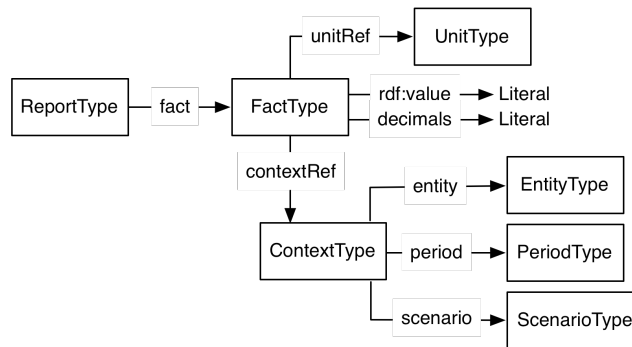 unitRef
UnitType
ReportType
fact
FactType
rdf:value
Literal
decimals
Literal
contextRef
entity
EntityType
ContextType
period
PeriodType
scenario
ScenarioType